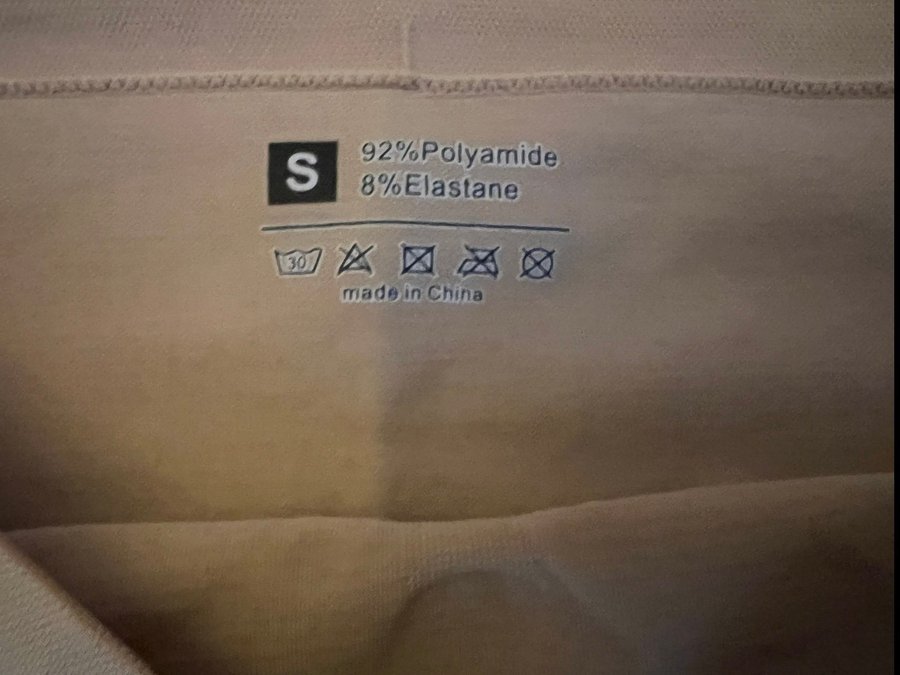 S
92%Polyamide
8%Elastane
30
made in China